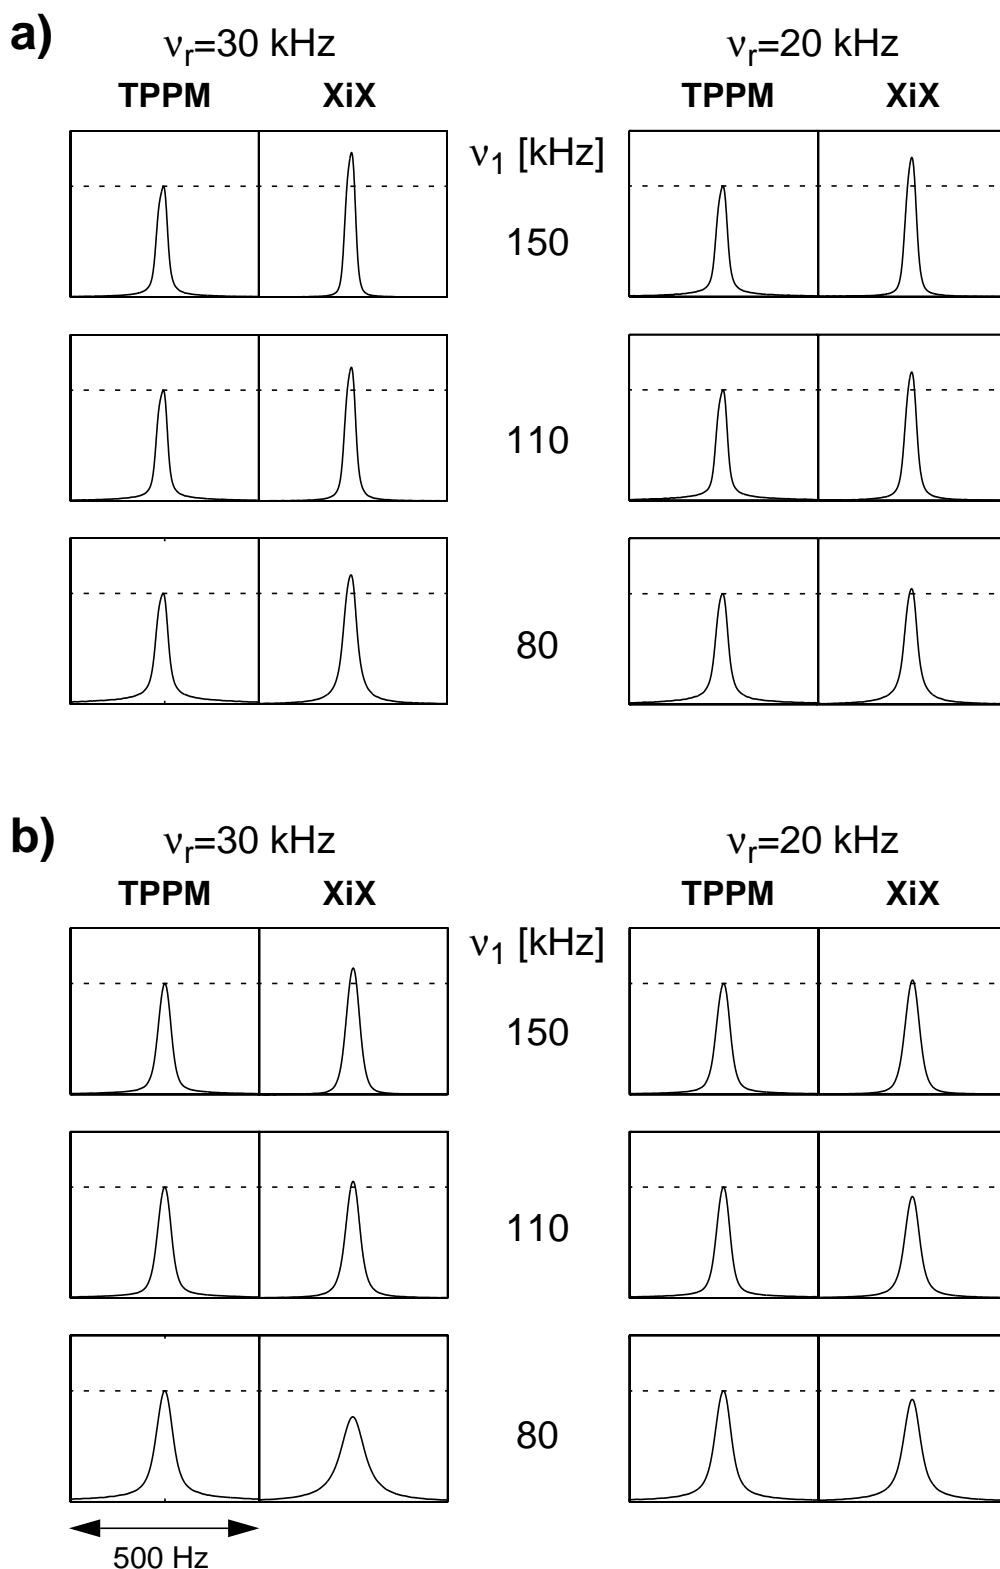 a)
νr=30 kHz νr=20 kHz
TPPM XiX TPPM XiX
ν1 [kHz]
150
110
80
b)
νr=30 kHz νr=20 kHz
TPPM XiX TPPM XiX
ν1 [kHz]
150
110
80
500 Hz